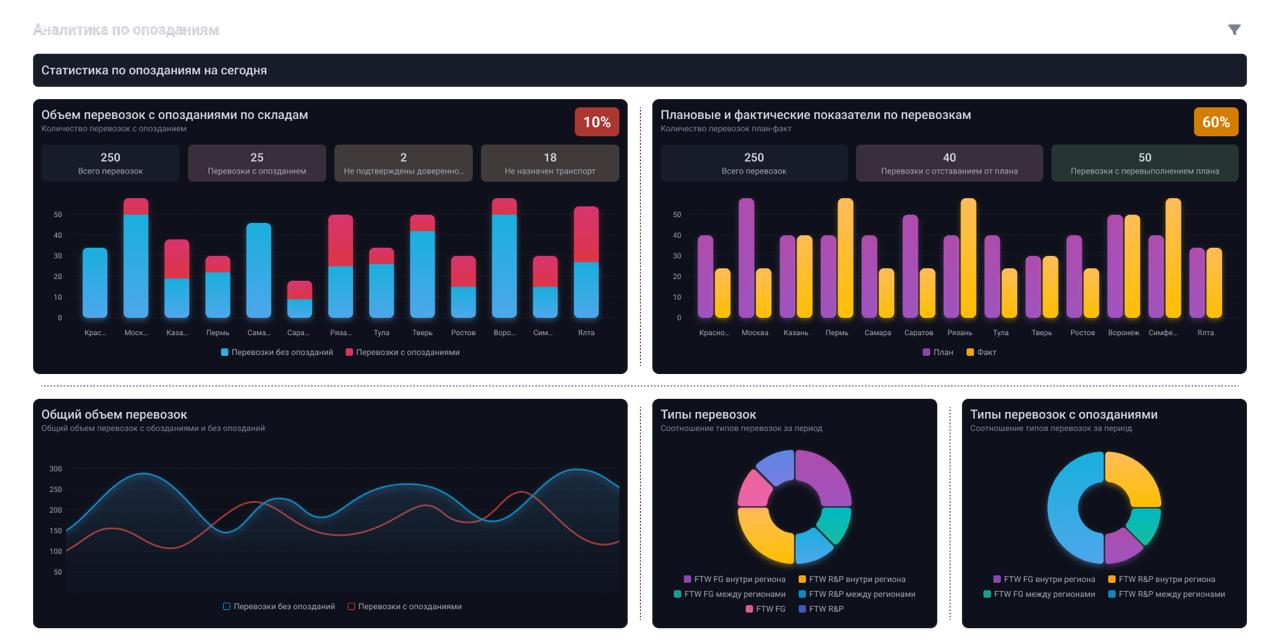 Аналитика по опозданиям
Статистика по опозданиям на сегодня
Объем перевозок с опозданиями по складам
Количество перевозок с опозданием
10%
250
Всего перевозок
25
Перевозки с опозданием
2
Не подтверждены доверенно...
18
Не назначен транспорт
50
40
30
20
10
0
Крас... Моск... Каза... Пермь Сама... Сара... Ряза... Тула Тверь Ростов Воро... Сим... Ялта
Перевозки без опозданий Перевозки с опозданиями
Плановые и фактические показатели по перевозкам
Количество перевозок план-факт
60%
250
Всего перевозок
40
Перевозки с отставанием от плана
50
Перевозки с перевыполнением плана
50
40
30
20
10
0
Красно... Москва Казань Пермь Самара Саратов Рязань Тула Тверь Ростов Воронеж Симфе... Ялта
План Факт
Общий объем перевозок
Общий объем перевозок с обозданиями и без опозданий
300
250
200
150
100
50
Перевозки без опозданий Перевозки с опозданиями
Типы перевозок
Соотношение типов перевозок за период
FTW FG внутри региона FTW R&P внутри региона
FTW FG между регионами FTW R&P между регионами
FTW FG FTW R&P
Типы перевозок с опозданиями
Соотношение типов перевозок за период
FTW FG внутри региона FTW R&P внутри региона
FTW FG между регионами FTW R&P между регионами